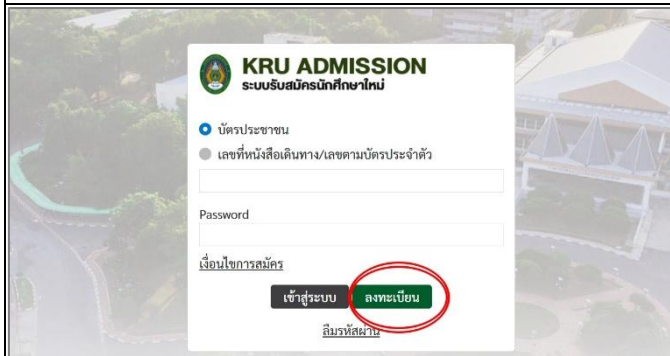 KRU ADMISSION
ระบบรับสมัครนักศึกษาใหม่
บัตรประชาชน
เลขที่หนังสือเดินทาง/เลขตามบัตรประจำตัว
Password
เงื่อนไขการสมัคร
เข้าสู่ระบบ ลงทะเบียน
ลืมรหัสผ่าน